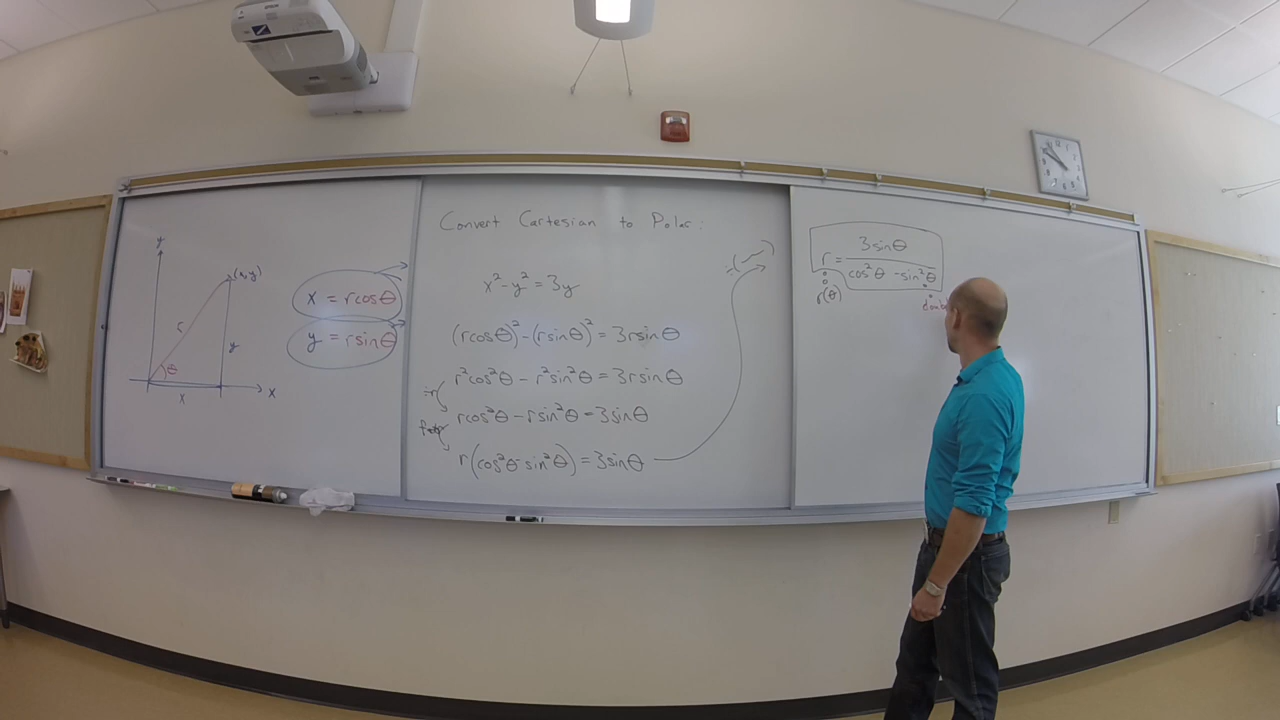 y
(x,y)
r
y
θ
x
x
x = rcosθ
y = rsinθ
Convert Cartesian to Polar:
x² - y² = 3y
(rcosθ)² - (rsinθ)² = 3rsinθ
r²cos²θ - r²sin²θ = 3rsinθ
÷r
rcos²θ - rsin²θ = 3sinθ
r(cos²θ - sin²θ) = 3sinθ
÷(〃)
r = 3sinθ / cos²θ - sin²θ
r(θ)
EPSON